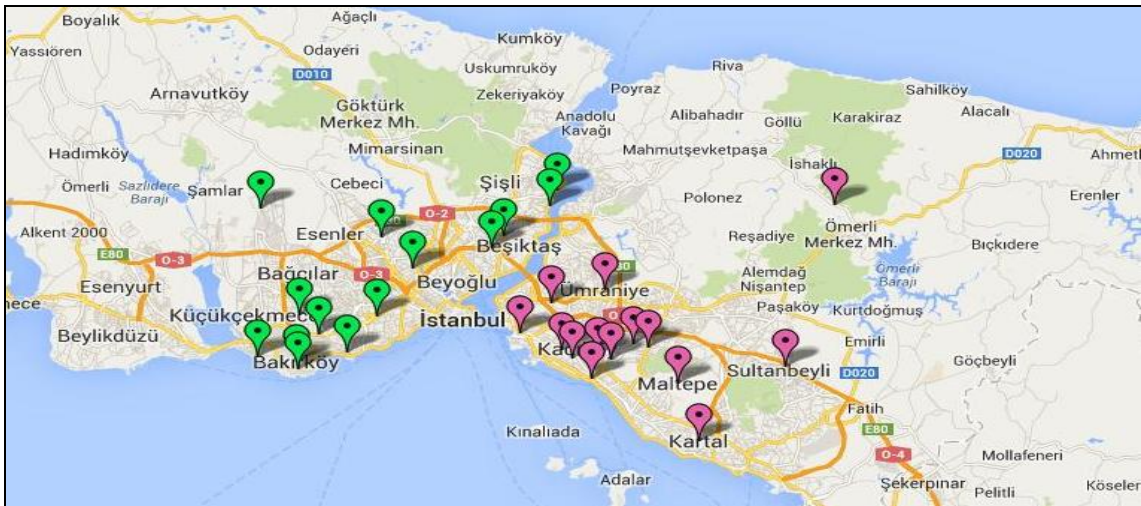 Boyalık
Ağaçlı
Kumköy
Yassıören
Odayeri
Uskumruköy
Riva
D010
Zekeriyaköy
Poyraz
Sahilköy
Arnavutköy
Göktürk
Merkez Mh.
Anadolu
Kavağı
Alibahadır
Göllü
Karakiraz
Alacalı
Hadımköy
Mimarsinan
Mahmutşevketpaşa
İshaklı
D020
Ahmet
Ömerli
Sazlıdere
Barajı
Şamlar
Cebeci
Şişli
Polonez
Erenler
Alkent 2000
Esenler
O-2
Beşiktaş
Reşadiye
Ömerli
Merkez Mh.
Bıçkıdere
E80
O-3
Bağcılar
O-3
Beyoğlu
Ümraniye
Alemdağ
Nişantepe
Ömerli
Barajı
Esenyurt
mece
Küçükçekmece
İstanbul
Paşaköy
Kurtdoğmuş
Beylikdüzü
Bakırköy
Maltepe
Sultanbeyli
Emirli
D020
Göçbeyli
Kınalıada
Kartal
Fatih
E80
O-4
Mollafeneri
Adalar
Şekerpınar
Pelitli
Köseler